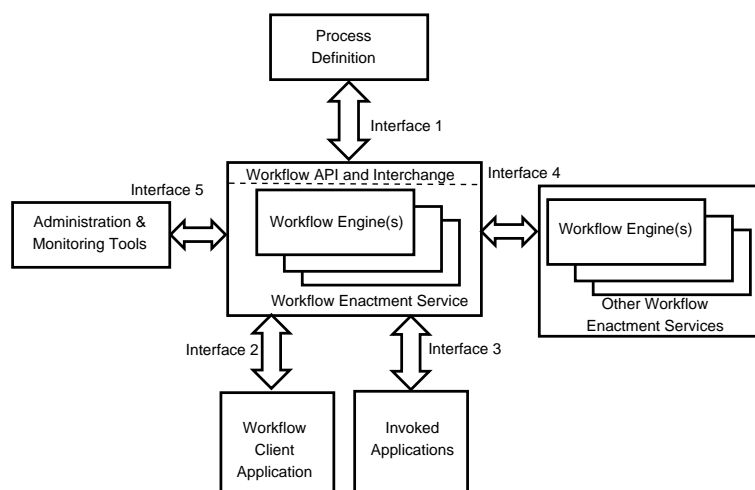 Process
Definition
Interface 1
Workflow API and Interchange
Interface 4
Interface 5
Administration &
Monitoring Tools
Workflow Engine(s)
Workflow Engine(s)
Workflow Enactment Service
Other Workflow
Enactment Services
Interface 2
Interface 3
Workflow
Client
Application
Invoked
Applications